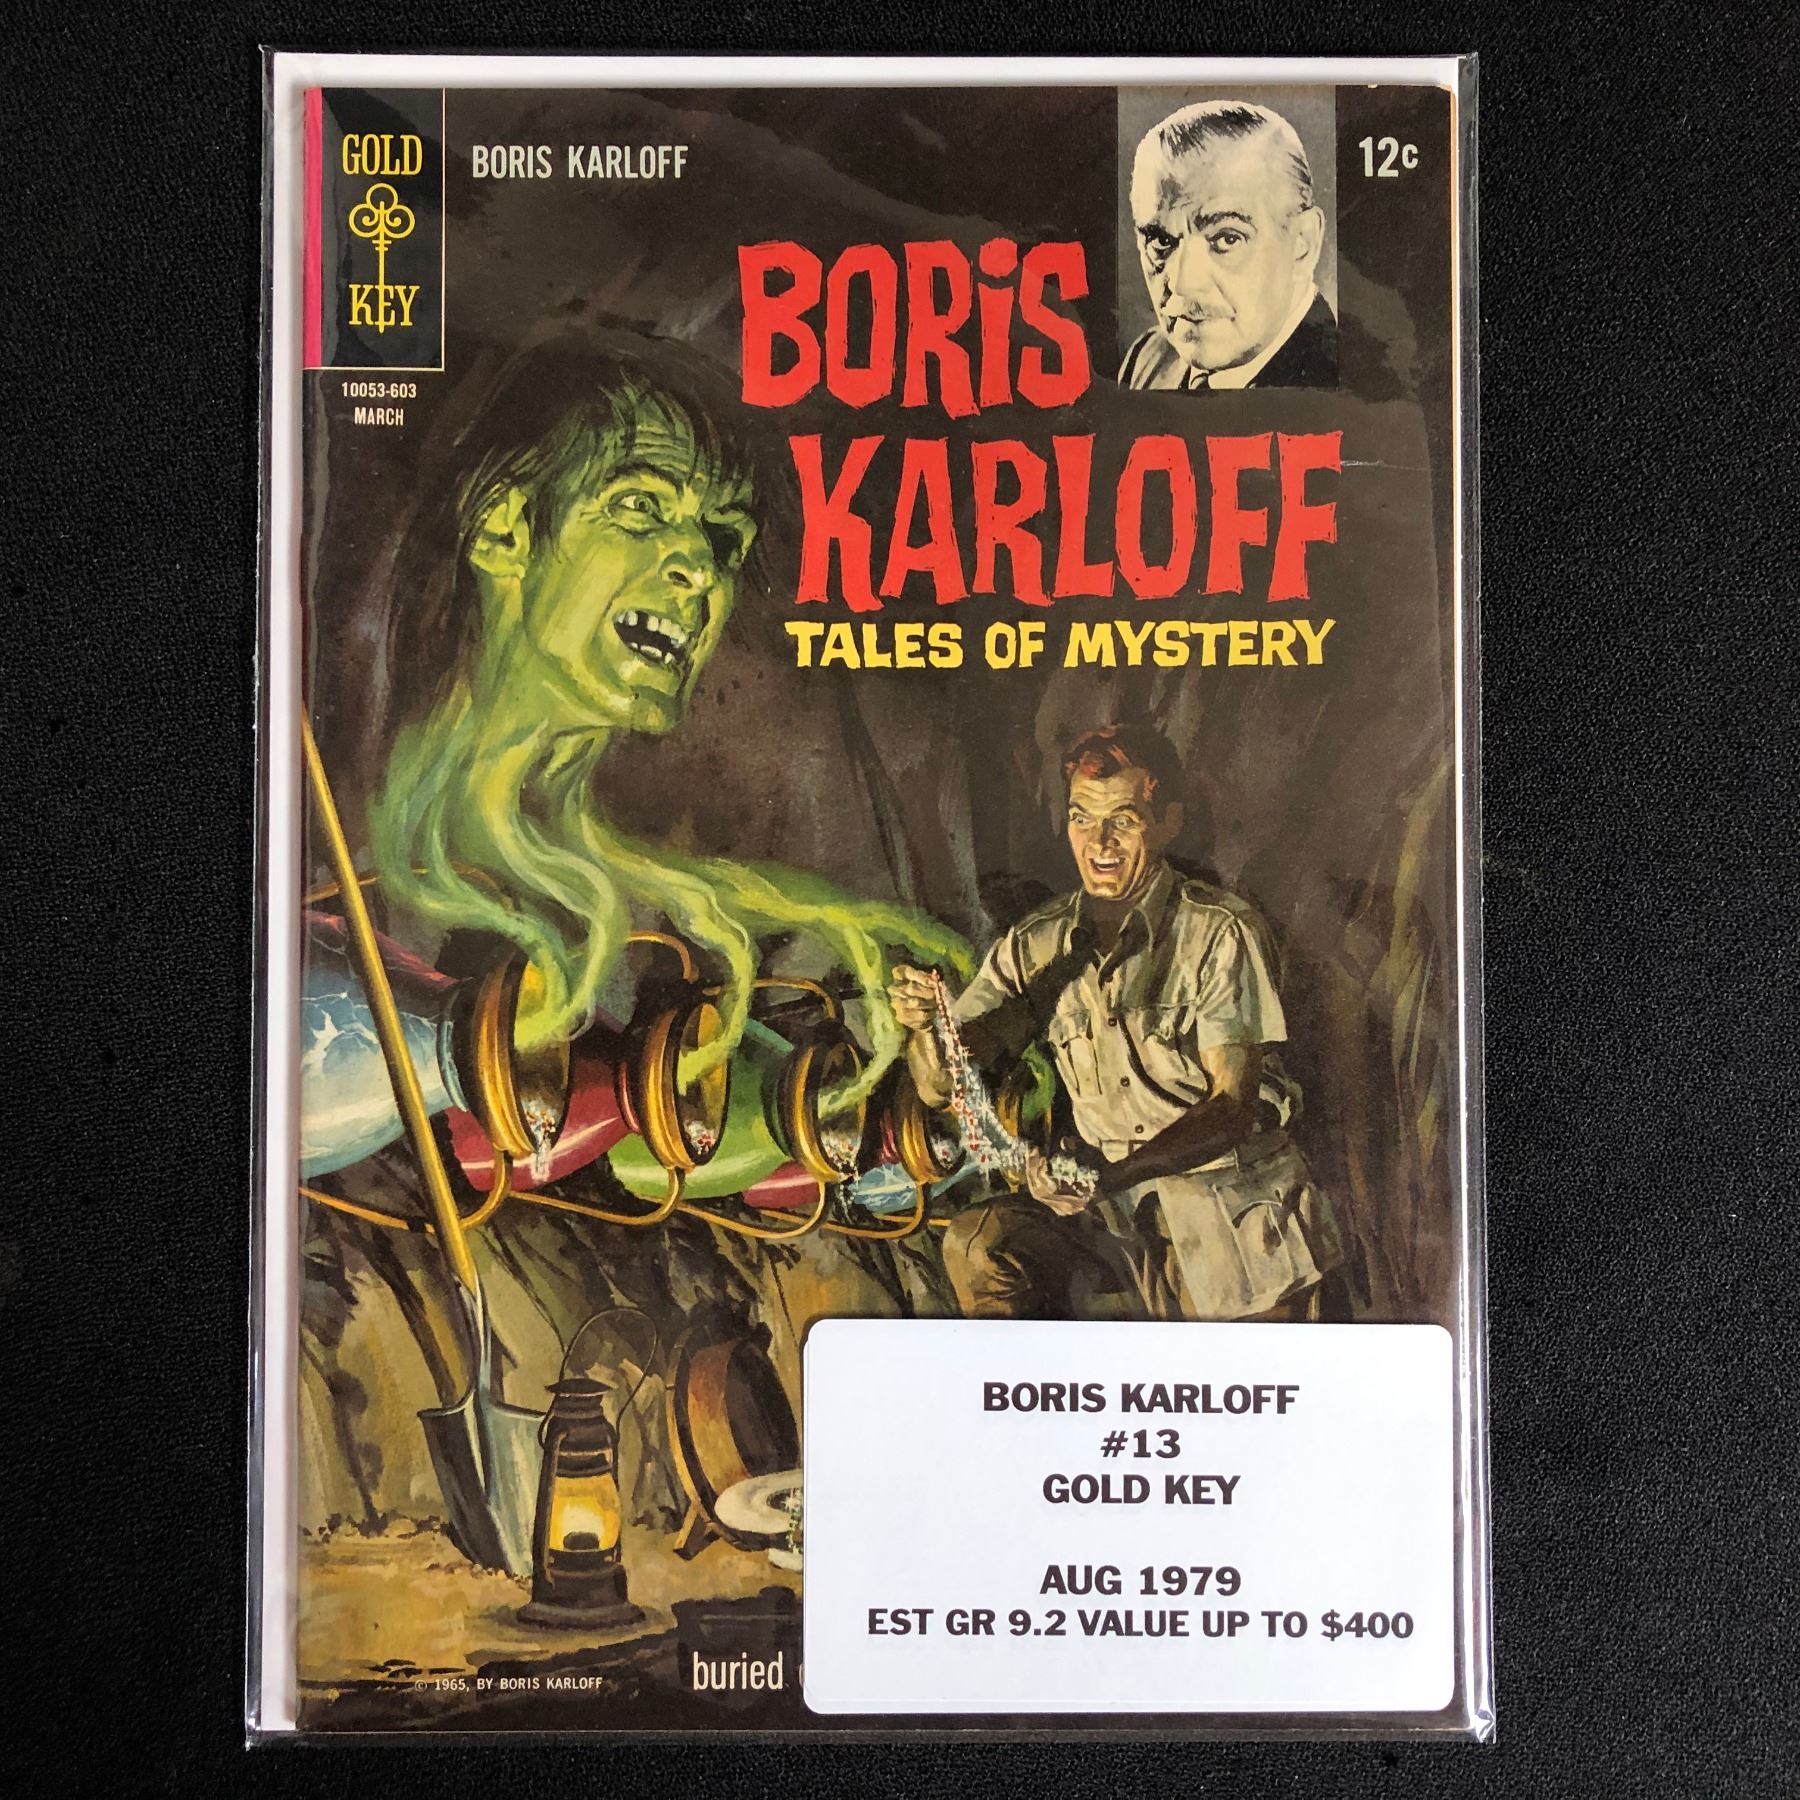 GOLD
KEY
BORIS KARLOFF
12c
10053-603
MARCH
BORIS
KARLOFF
TALES OF MYSTERY
BORIS KARLOFF
#13
GOLD KEY
AUG 1979
EST GR 9.2 VALUE UP TO $400
© 1965, BY BORIS KARLOFF
buried